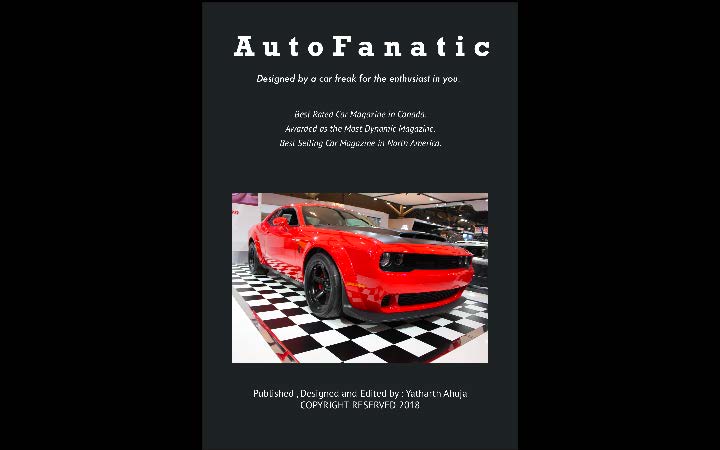 AutoFanatic
Designed by a car freak for the enthusiast in you.
Best Rated Car Magazine in Canada.
Awarded as the Most Dynamic Magazine.
Best Selling Car Magazine in North America.
Published , Designed and Edited by : Yatharth Ahuja
COPYRIGHT RESERVED 2018